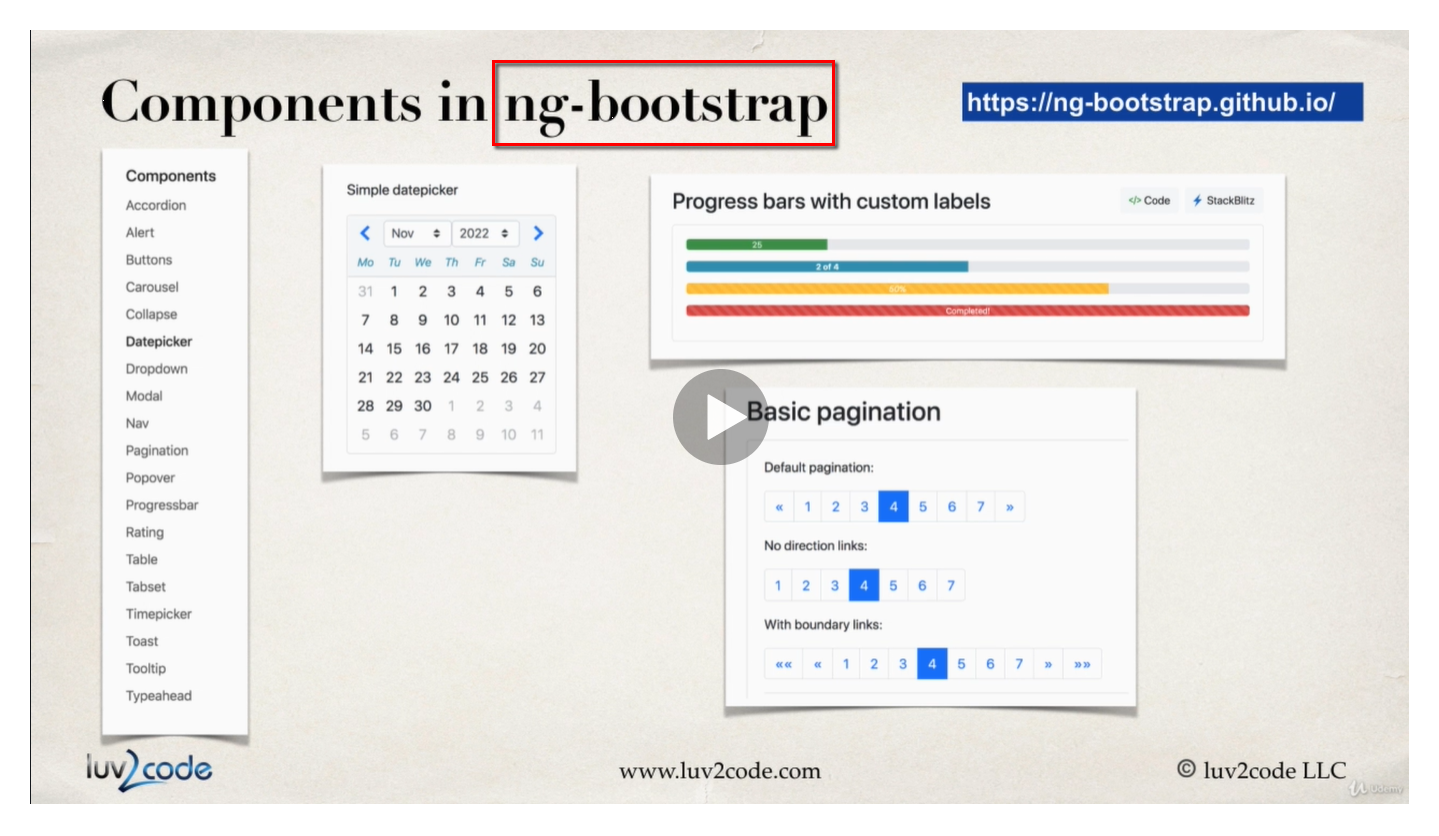 Components in ng-bootstrap
https://ng-bootstrap.github.io/
Components
Accordion
Alert
Buttons
Carousel
Collapse
Datepicker
Dropdown
Modal
Nav
Pagination
Popover
Progressbar
Rating
Table
Tabset
Timepicker
Toast
Tooltip
Typeahead
Simple datepicker
Nov 2022
Mo Tu We Th Fr Sa Su
31 1 2 3 4 5 6
7 8 9 10 11 12 13
14 15 16 17 18 19 20
21 22 23 24 25 26 27
28 29 30 1 2 3 4
5 6 7 8 9 10 11
Progress bars with custom labels
</> Code
StackBlitz
25
2 of 4
60%
Completed!
Basic pagination
Default pagination:
« 1 2 3 4 5 6 7 »
No direction links:
1 2 3 4 5 6 7
With boundary links:
«« « 1 2 3 4 5 6 7 » »»
luv2code
www.luv2code.com
© luv2code LLC
Udemy